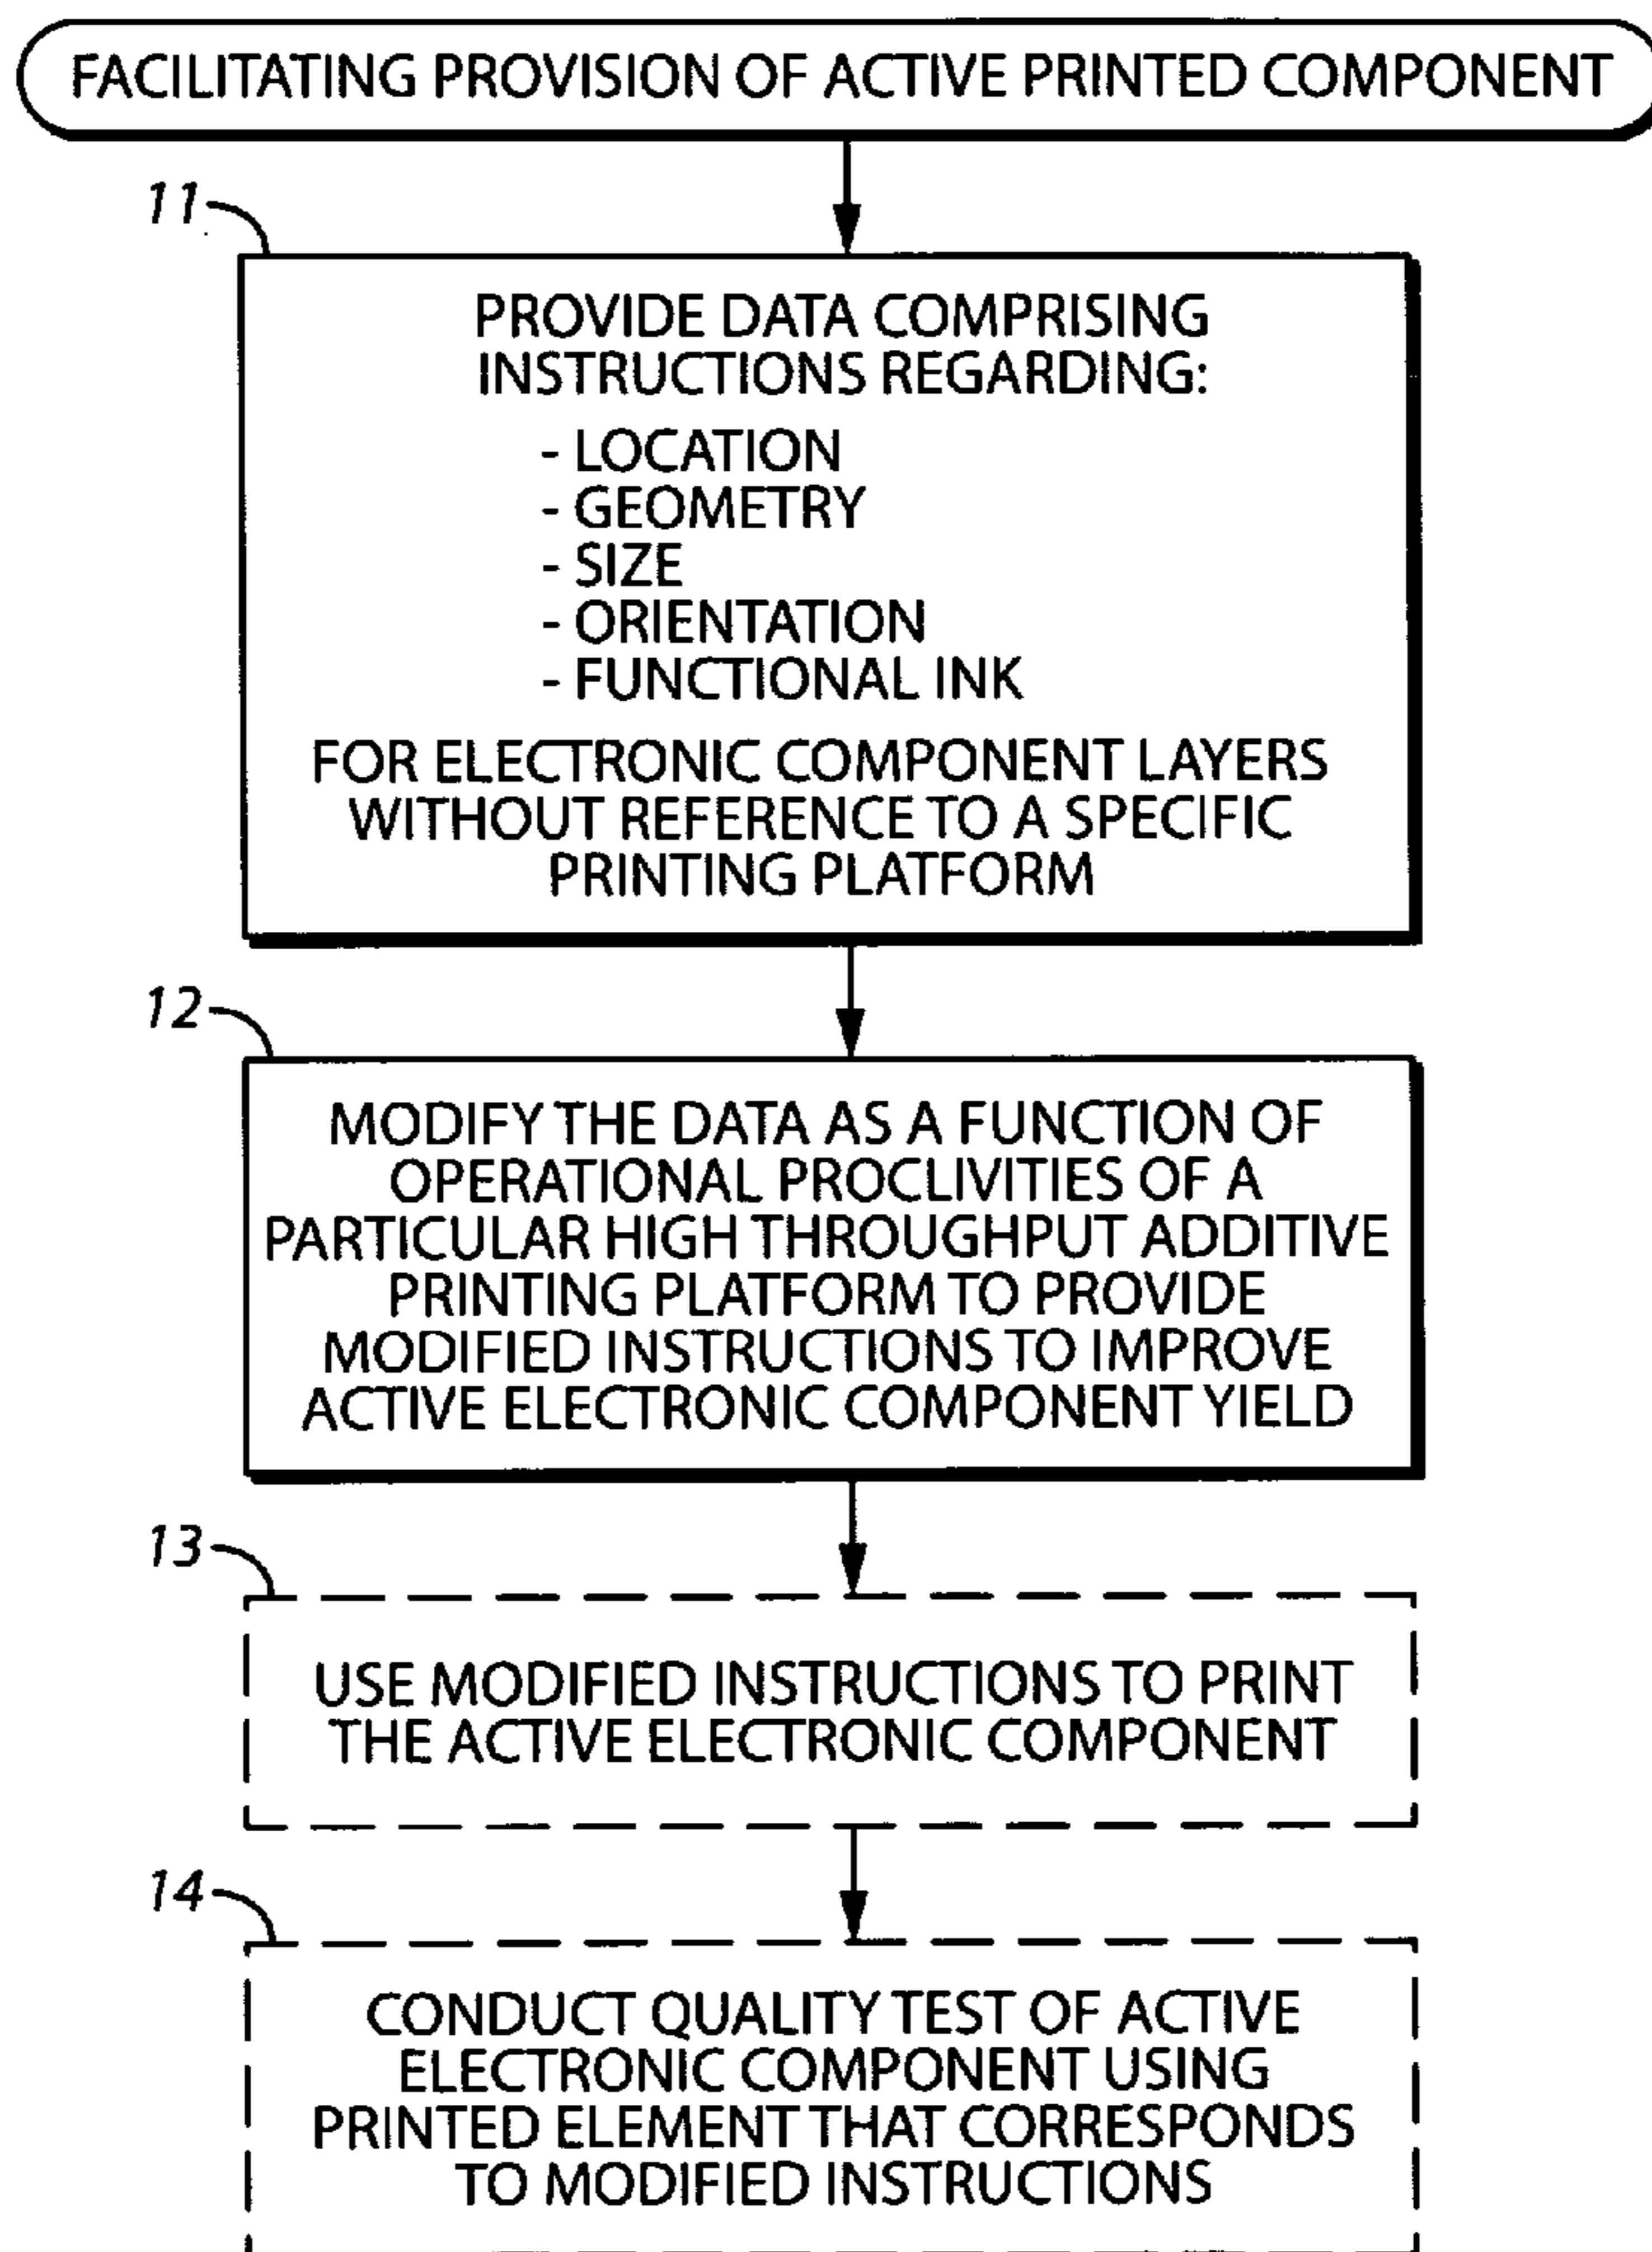 FACILITATING PROVISION OF ACTIVE PRINTED COMPONENT
11
PROVIDE DATA COMPRISING
INSTRUCTIONS REGARDING:
- LOCATION
- GEOMETRY
- SIZE
- ORIENTATION
- FUNCTIONAL INK
FOR ELECTRONIC COMPONENT LAYERS
WITHOUT REFERENCE TO A SPECIFIC
PRINTING PLATFORM
12
MODIFY THE DATA AS A FUNCTION OF
OPERATIONAL PROCLIVITIES OF A
PARTICULAR HIGH THROUGHPUT ADDITIVE
PRINTING PLATFORM TO PROVIDE
MODIFIED INSTRUCTIONS TO IMPROVE
ACTIVE ELECTRONIC COMPONENT YIELD
13
USE MODIFIED INSTRUCTIONS TO PRINT
THE ACTIVE ELECTRONIC COMPONENT
14
CONDUCT QUALITY TEST OF ACTIVE
ELECTRONIC COMPONENT USING
PRINTED ELEMENT THAT CORRESPONDS
TO MODIFIED INSTRUCTIONS